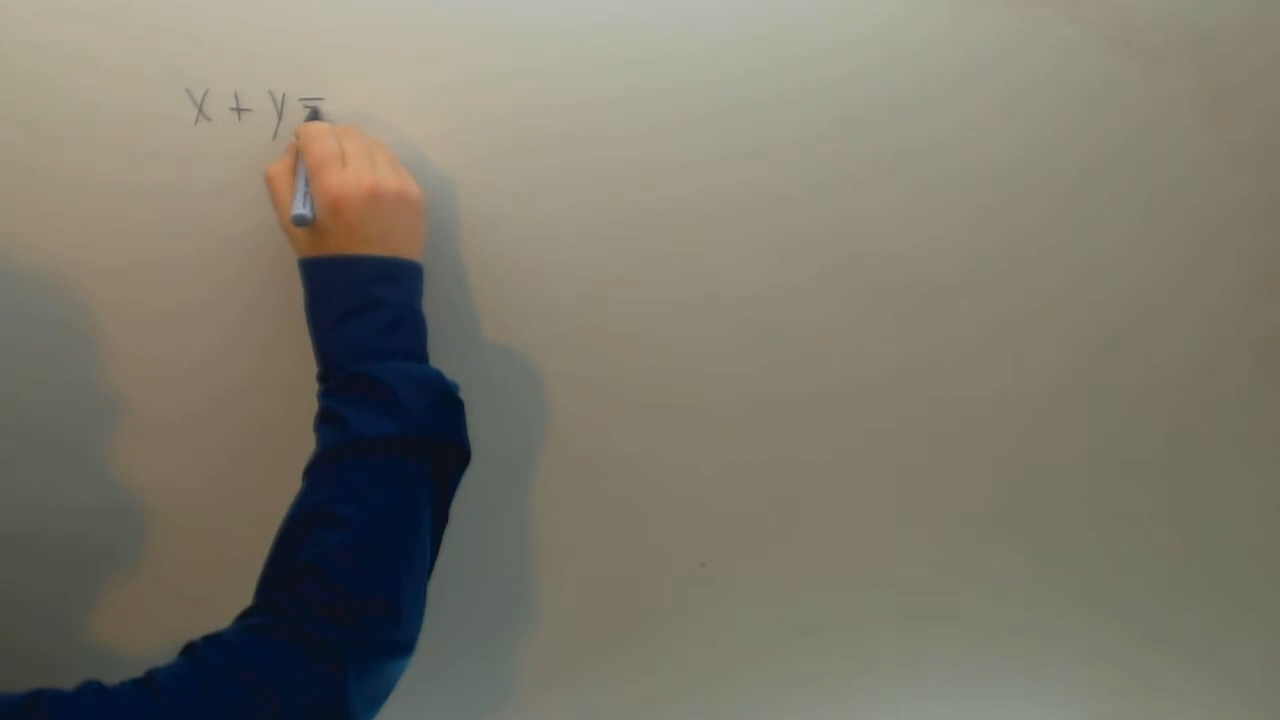 x + y =